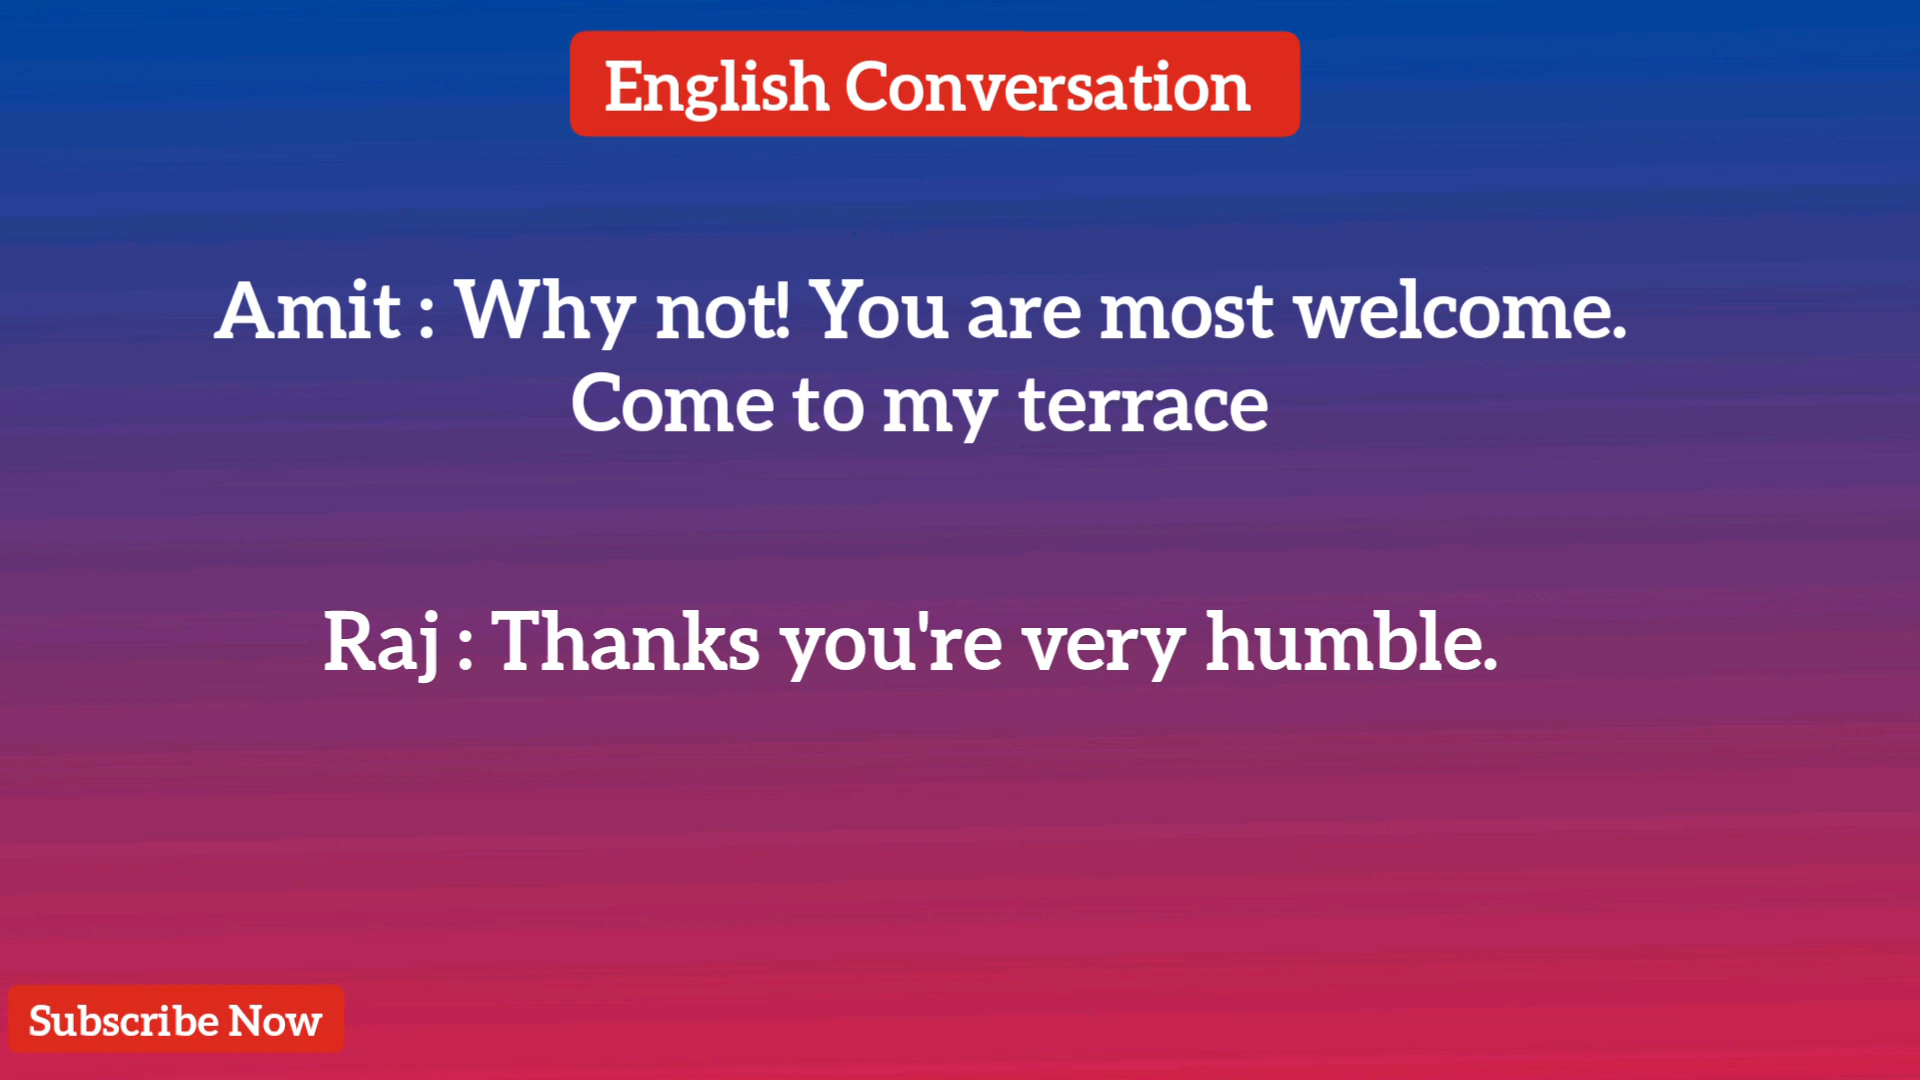 English Conversation
Amit : Why not! You are most welcome.
Come to my terrace
Raj : Thanks you're very humble.
Subscribe Now